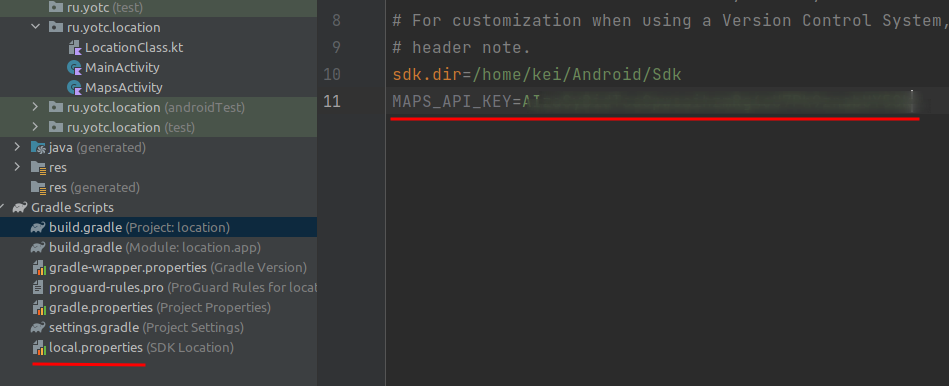 ru.yotc (test)
ru.yotc.location
LocationClass.kt
MainActivity
MapsActivity
ru.yotc.location (androidTest)
ru.yotc.location (test)
java (generated)
res
res (generated)
Gradle Scripts
build.gradle (Project: location)
build.gradle (Module: location.app)
gradle-wrapper.properties (Gradle Version)
proguard-rules.pro (ProGuard Rules for locat
gradle.properties (Project Properties)
settings.gradle (Project Settings)
local.properties (SDK Location)
8 # For customization when using a Version Control System,
9 # header note.
10 sdk.dir=/home/kei/Android/Sdk
11 MAPS_API_KEY=AI